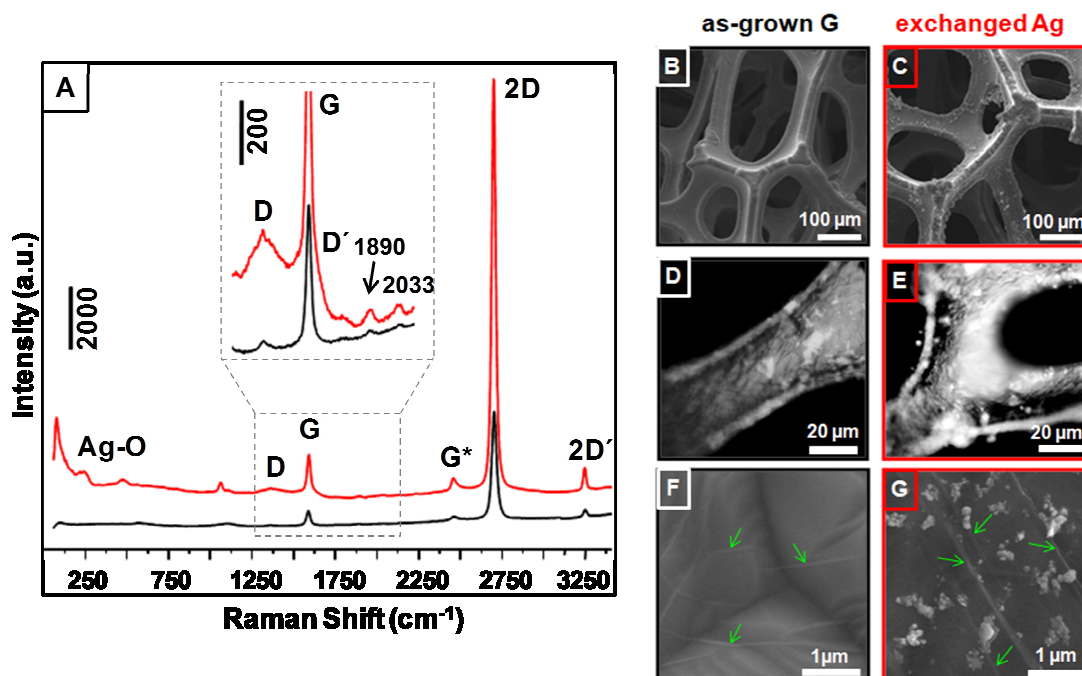 as-grown G
exchanged Ag
A
200
G
2D
D
D´
1890
2033
2000
Ag-O
D
G
G*
2D´
Intensity (a.u.)
250 750 1250 1750 2250 2750 3250
Raman Shift (cm-1)
B
100 µm
C
100 µm
D
20 µm
E
20 µm
F
1µm
G
1 µm